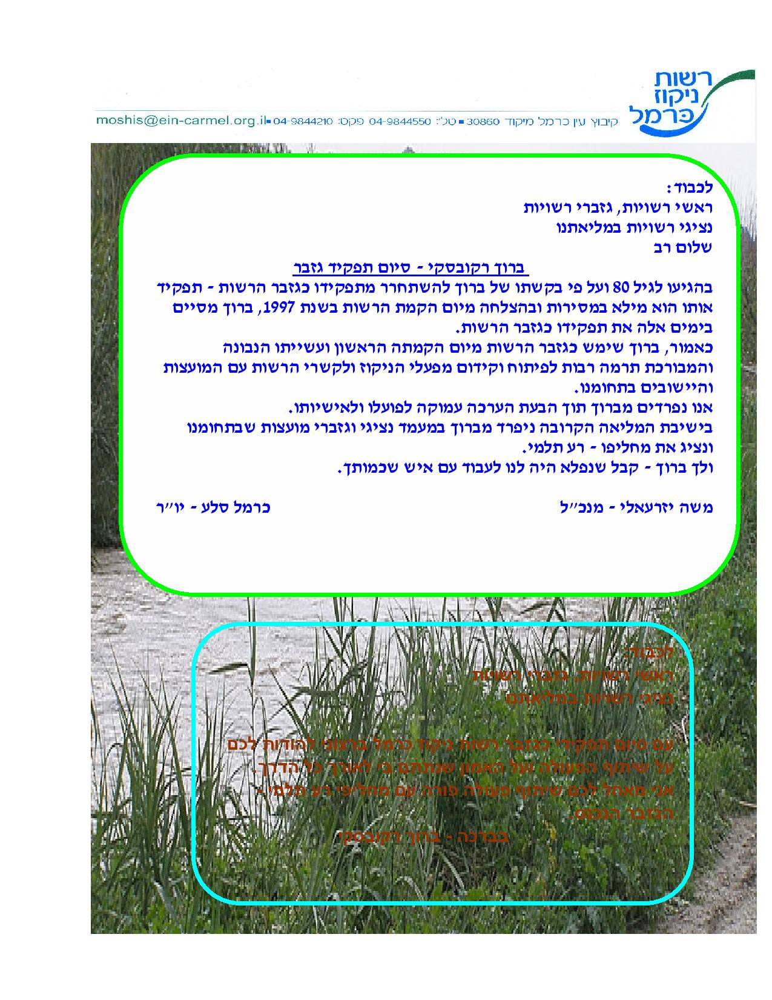 רשות
ניקוז
כרמל
קיבוץ עין כרמל מיקוד 30860 ▪ טל': 04-9844550 פקס: 04-9844210 ▪ moshis@ein-carmel.org.il
לכבוד:
ראשי רשויות, גזברי רשויות
נציגי רשויות במליאתנו
שלום רב
ברוך רקובסקי - סיום תפקיד גזבר
בהגיעו לגיל 80 ועל פי בקשתו של ברוך להשתחרר מתפקידו כגזבר הרשות - תפקיד
אותו הוא מילא במסירות ובהצלחה מיום הקמת הרשות בשנת 1997, ברוך מסיים
בימים אלה את תפקידו כגזבר הרשות.
כאמור, ברוך שימש כגזבר הרשות מיום הקמתה הראשון ועשייתו הנבונה
והמבורכת תרמה רבות לפיתוח וקידום מפעלי הניקוז ולקשרי הרשות עם המועצות
והיישובים בתחומנו.
אנו נפרדים מברוך תוך הבעת הערכה עמוקה לפועלו ולאישיותו.
בישיבת המליאה הקרובה ניפרד מברוך במעמד נציגי וגזברי מועצות שבתחומנו
ונציג את מחליפו - רע תלמי.
ולך ברוך - קבל שנפלא היה לנו לעבוד עם איש שכמותך.
משה יזרעאלי - מנכ"ל כרמל סלע - יו"ר
לכבוד:
ראשי רשויות, גזברי רשויות
נציגי רשויות במליאתנו
עם סיום תפקידי כגזבר רשות ניקוז כרמל ברצוני להודות לכם
על שיתוף הפעולה ועל האמון שנתתם בי לאורך כל הדרך.
אני מאחל לכם שיתוף פעולה פורה עם מחליפי רע תלמי -
הגזבר הנכנס.
בברכה - ברוך רקובסקי